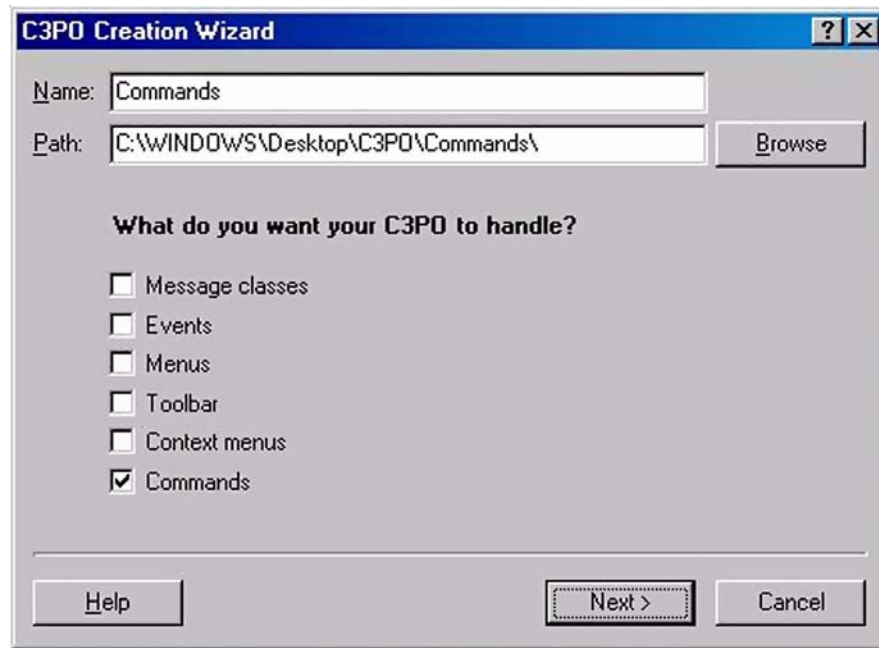 C3PO Creation Wizard
Name: Commands
Path: C:\WINDOWS\Desktop\C3PO\Commands\ Browse
What do you want your C3PO to handle?
Message classes
Events
Menus
Toolbar
Context menus
Commands
Help Next > Cancel